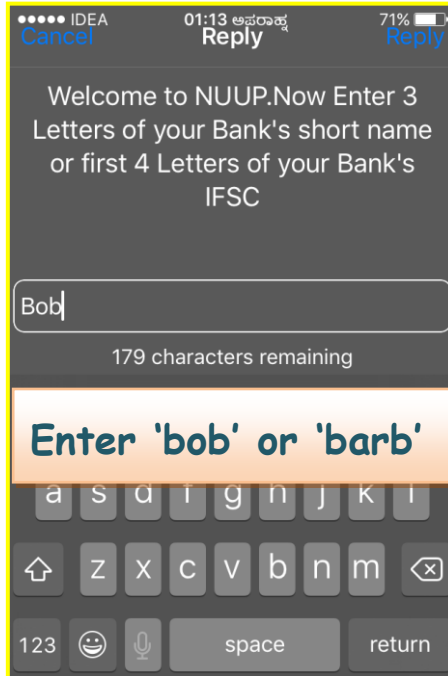 ●●●●● IDEA 01:13 ಅಪರಾಹ್ನ 71%
Cancel Reply Reply
Welcome to NUUP.Now Enter 3
Letters of your Bank's short name
or first 4 Letters of your Bank's
IFSC
Bob
179 characters remaining
Enter ‘bob’ or ‘barb’
a s d f g h j k l
z x c v b n m
123 space return